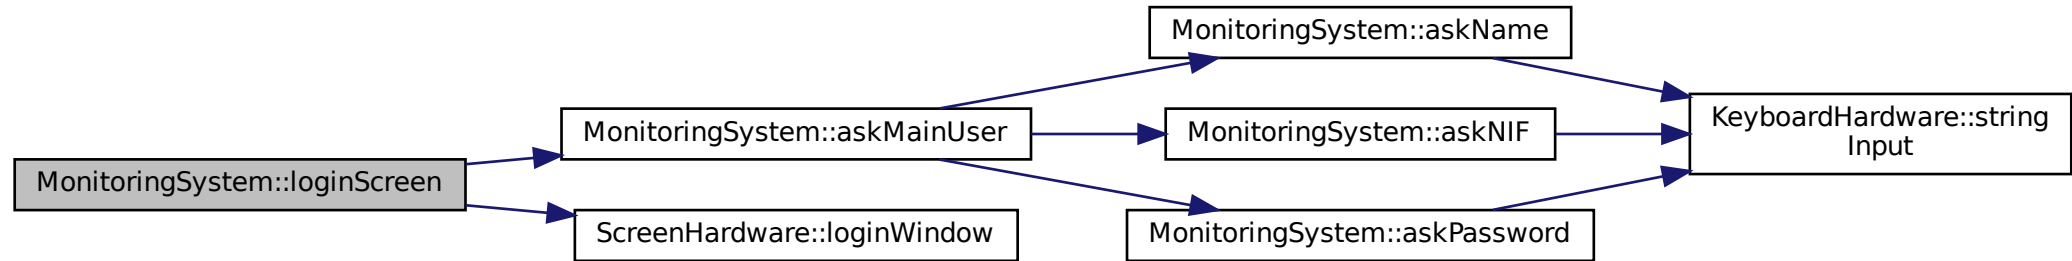 MonitoringSystem::loginScreen
MonitoringSystem::askMainUser
ScreenHardware::loginWindow
MonitoringSystem::askName
MonitoringSystem::askNIF
MonitoringSystem::askPassword
KeyboardHardware::string
Input